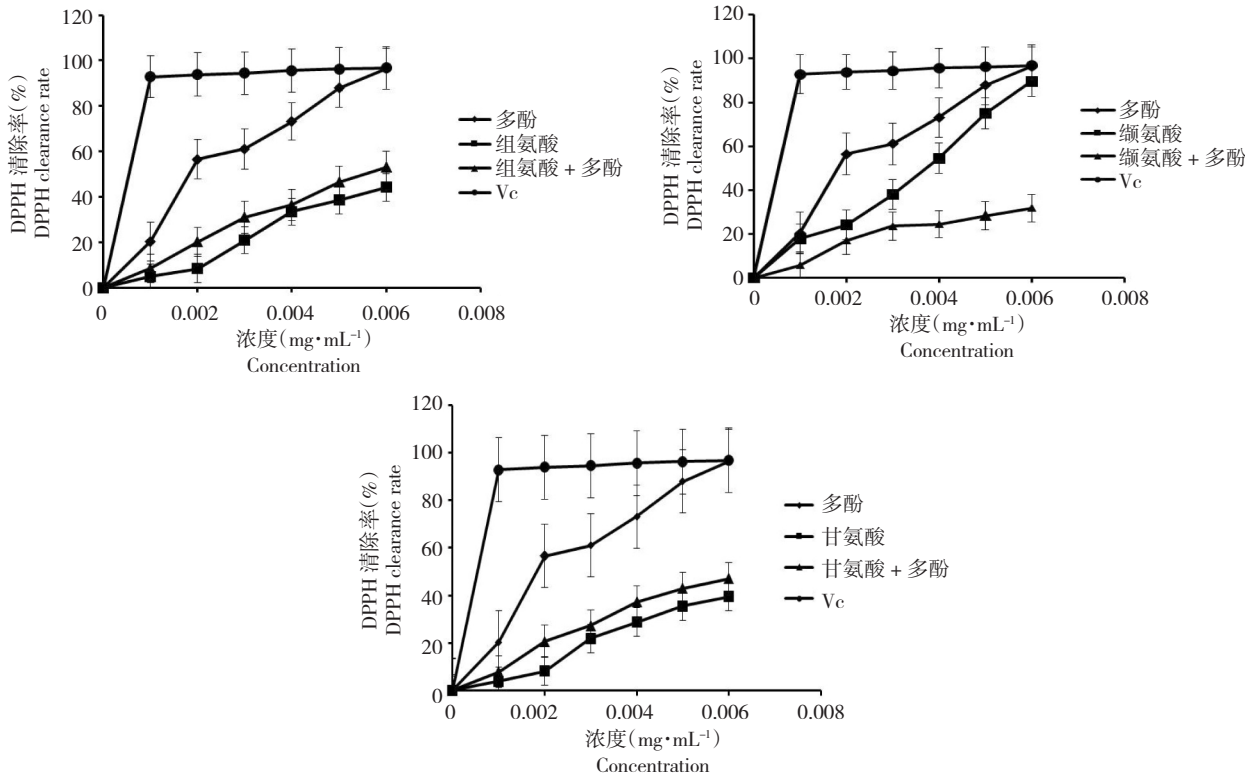 DPPH 清除率(%)
DPPH clearance rate
120
100
80
60
40
20
0
0
0.002
0.004
0.006
0.008
浓度(mg·mL⁻¹)
Concentration
多酚
组氨酸
组氨酸 + 多酚
Vc
DPPH 清除率(%)
DPPH clearance rate
120
100
80
60
40
20
0
0
0.002
0.004
0.006
0.008
浓度(mg·mL⁻¹)
Concentration
多酚
缬氨酸
缬氨酸 + 多酚
Vc
DPPH 清除率(%)
DPPH clearance rate
120
100
80
60
40
20
0
0
0.002
0.004
0.006
0.008
浓度(mg·mL⁻¹)
Concentration
多酚
甘氨酸
甘氨酸 + 多酚
Vc